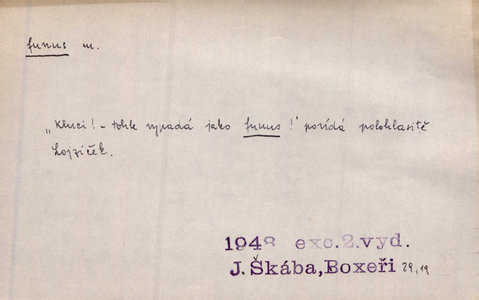 funus m.
„Kluci! – tohle vypadá jako funus!" povídá polohlasitě
Lojzíček.
1948 exc.2.vyd.
J.Škába,Boxeři 29,19